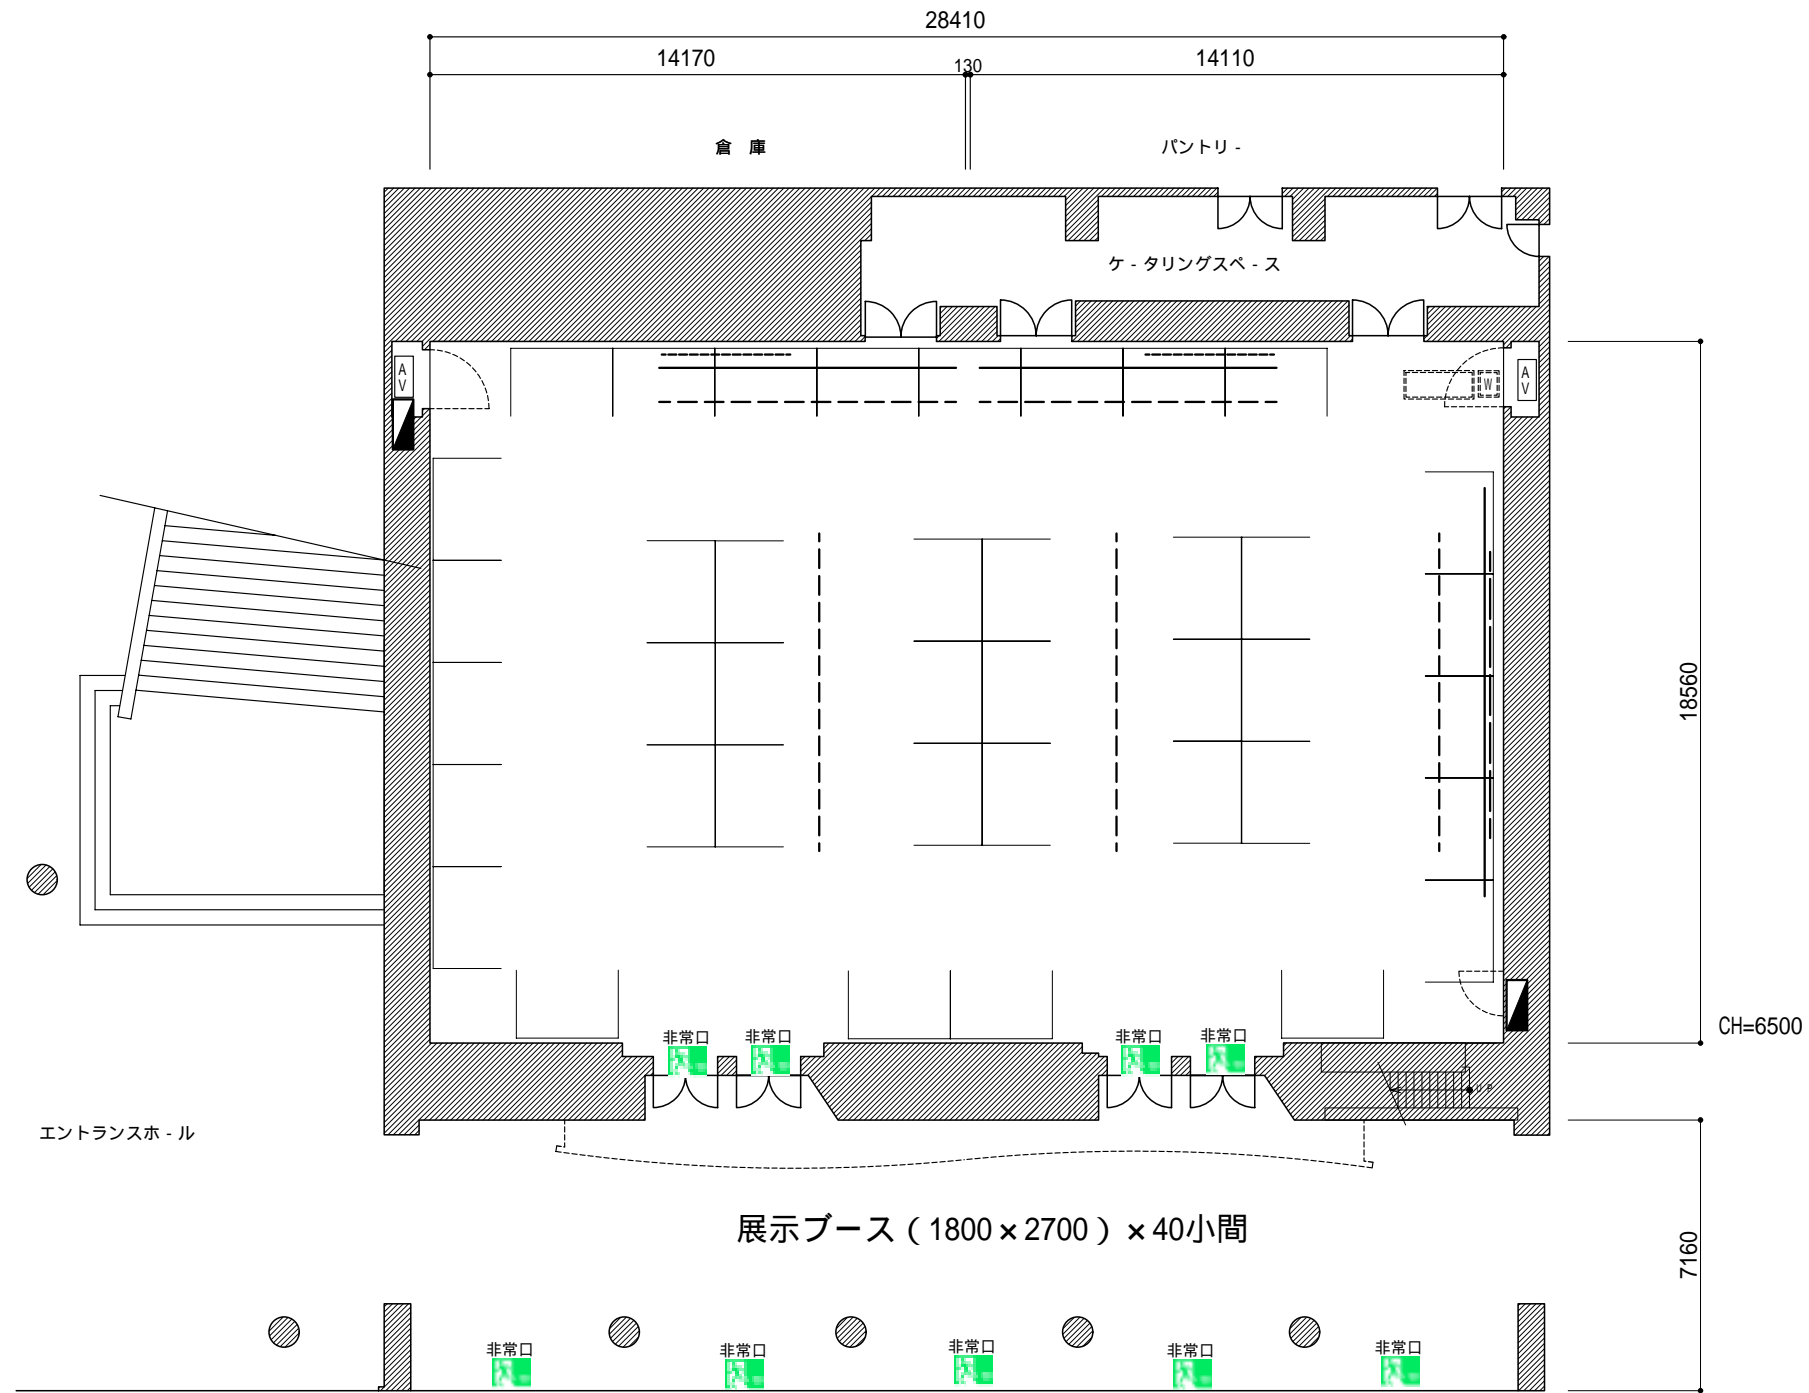 28410
14170
130
14110
倉 庫
パントリ-
ケ-タリングスペ-ス
A
V
W
A
V
18560
CH=6500
非常口
非常口
非常口
非常口
UP
エントランスホ-ル
展示ブース(1800×2700)×40小間
7160
非常口
非常口
非常口
非常口
非常口